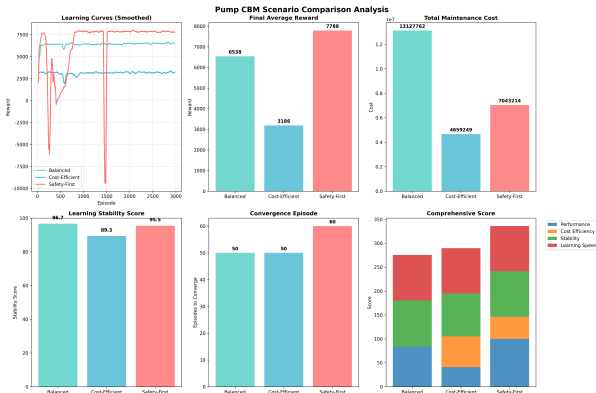 Pump CBM Scenario Comparison Analysis
Learning Curves (Smoothed)
Reward
7500
5000
2500
0
-2500
-5000
-7500
-10000
Balanced
Cost-Efficient
Safety-First
0
500
1000
1500
2000
2500
3000
Episode
Final Average Reward
Reward
8000
7000
6000
5000
4000
3000
2000
1000
0
6538
3186
7788
Balanced
Cost-Efficient
Safety-First
Total Maintenance Cost
1e7
Cost
1.2
1.0
0.8
0.6
0.4
0.2
0.0
13127762
4659249
7043214
Balanced
Cost-Efficient
Safety-First
Learning Stability Score
Stability Score
100
80
60
40
20
0
96.7
89.3
95.5
Balanced
Cost-Efficient
Safety-First
Convergence Episode
Episodes to Converge
60
50
40
30
20
10
0
50
50
60
Balanced
Cost-Efficient
Safety-First
Comprehensive Score
Score
350
300
250
200
150
100
50
0
Balanced
Cost-Efficient
Safety-First
Performance
Cost Efficiency
Stability
Learning Speed